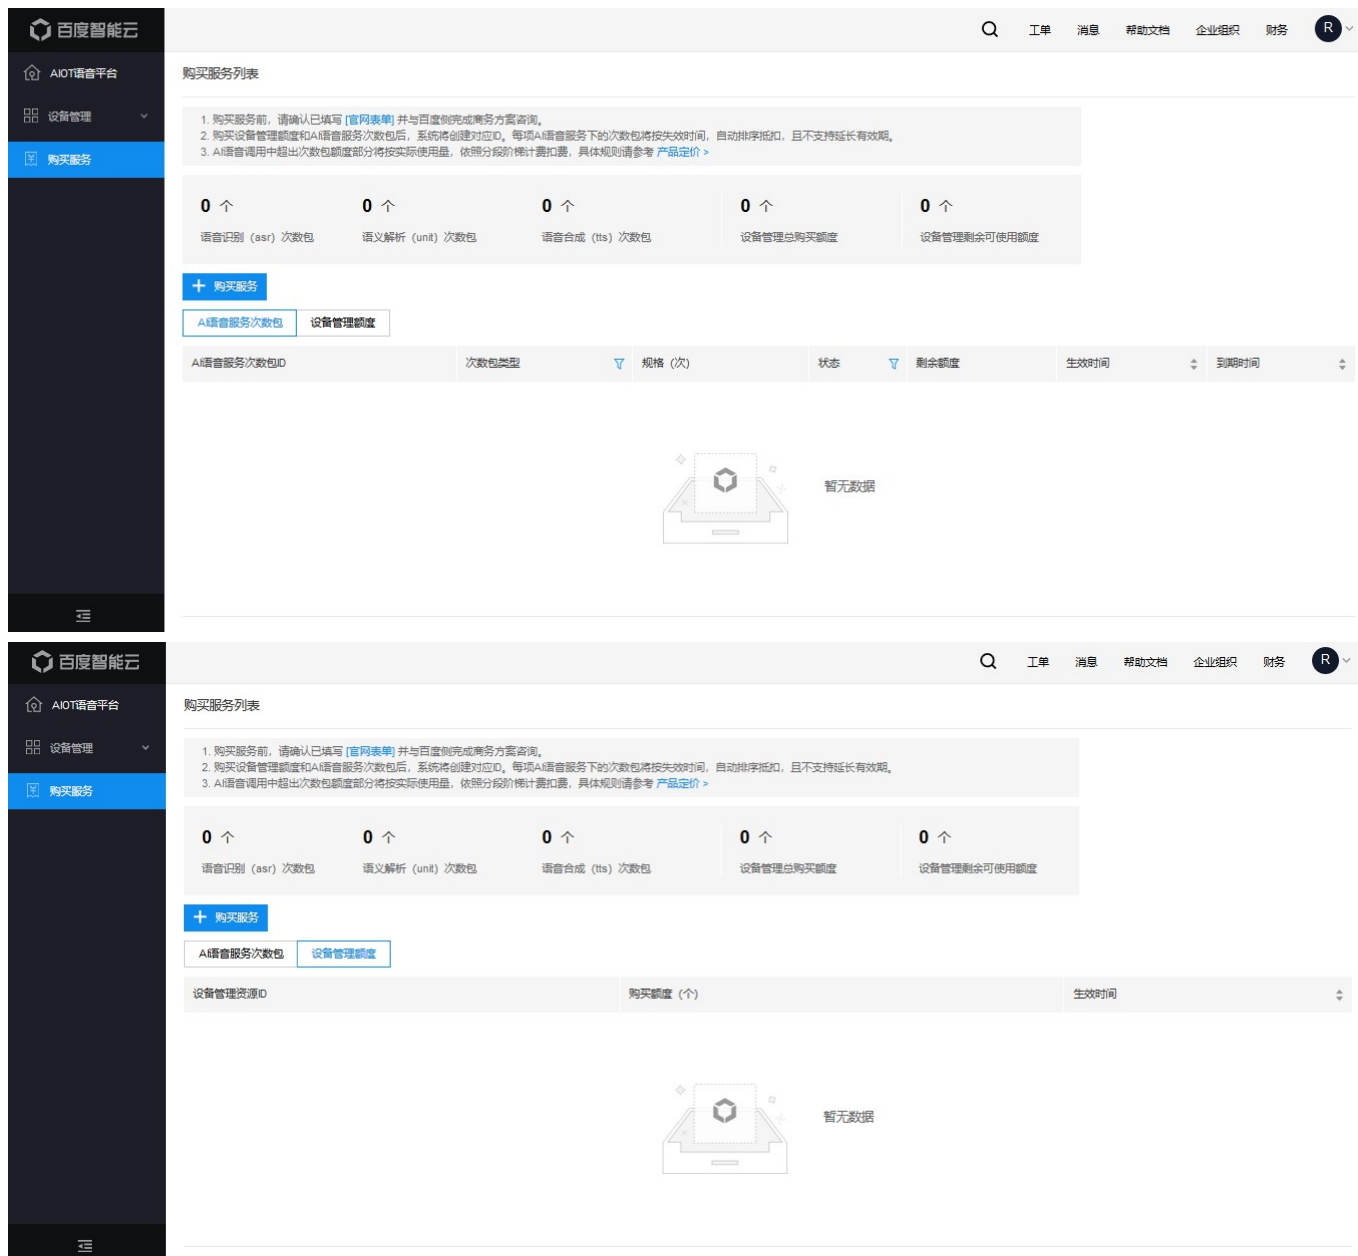 百度智能云
工单 消息 帮助文档 企业组织 财务 R
AIOT语音平台
设备管理
购买服务
购买服务列表
1. 购买服务前，请确认已填写 [官网表单] 并与百度侧完成商务方案咨询。
2. 购买设备管理额度和AI语音服务次数包后，系统将创建对应ID。每项AI语音服务下的次数包将按失效时间，自动排序抵扣，且不支持延长有效期。
3. AI语音调用中超出次数包额度部分将按实际使用量，依照分段阶梯计费扣费，具体规则请参考 产品定价 >
0 个 0 个 0 个 0 个 0 个
语音识别（asr）次数包 语义解析（unit）次数包 语音合成（tts）次数包 设备管理总购买额度 设备管理剩余可使用额度
+ 购买服务
AI语音服务次数包 设备管理额度
AI语音服务次数包ID 次数包类型 规格（次） 状态 剩余额度 生效时间 到期时间
暂无数据
百度智能云
工单 消息 帮助文档 企业组织 财务 R
AIOT语音平台
设备管理
购买服务
购买服务列表
1. 购买服务前，请确认已填写 [官网表单] 并与百度侧完成商务方案咨询。
2. 购买设备管理额度和AI语音服务次数包后，系统将创建对应ID。每项AI语音服务下的次数包将按失效时间，自动排序抵扣，且不支持延长有效期。
3. AI语音调用中超出次数包额度部分将按实际使用量，依照分段阶梯计费扣费，具体规则请参考 产品定价 >
0 个 0 个 0 个 0 个 0 个
语音识别（asr）次数包 语义解析（unit）次数包 语音合成（tts）次数包 设备管理总购买额度 设备管理剩余可使用额度
+ 购买服务
AI语音服务次数包 设备管理额度
设备管理资源ID 购买额度（个） 生效时间
暂无数据